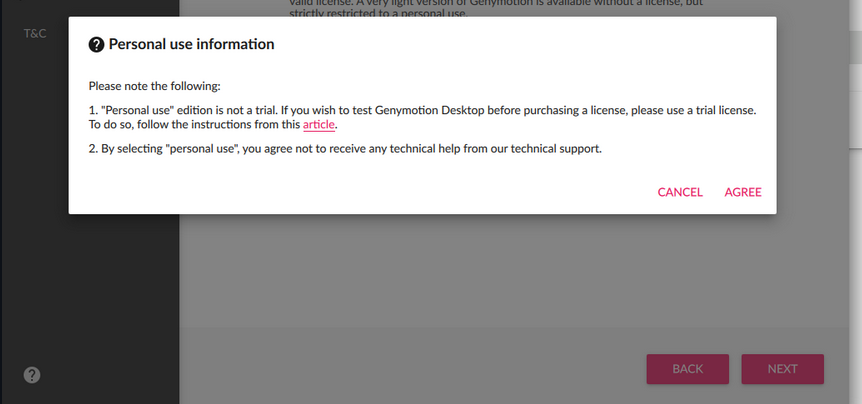 valid license. A very light version of Genymotion is available without a license, but
strictly restricted to a personal use.
T&C
Personal use information
Please note the following:
1. "Personal use" edition is not a trial. If you wish to test Genymotion Desktop before purchasing a license, please use a trial license.
To do so, follow the instructions from this article.
2. By selecting "personal use", you agree not to receive any technical help from our technical support.
CANCEL AGREE
BACK NEXT